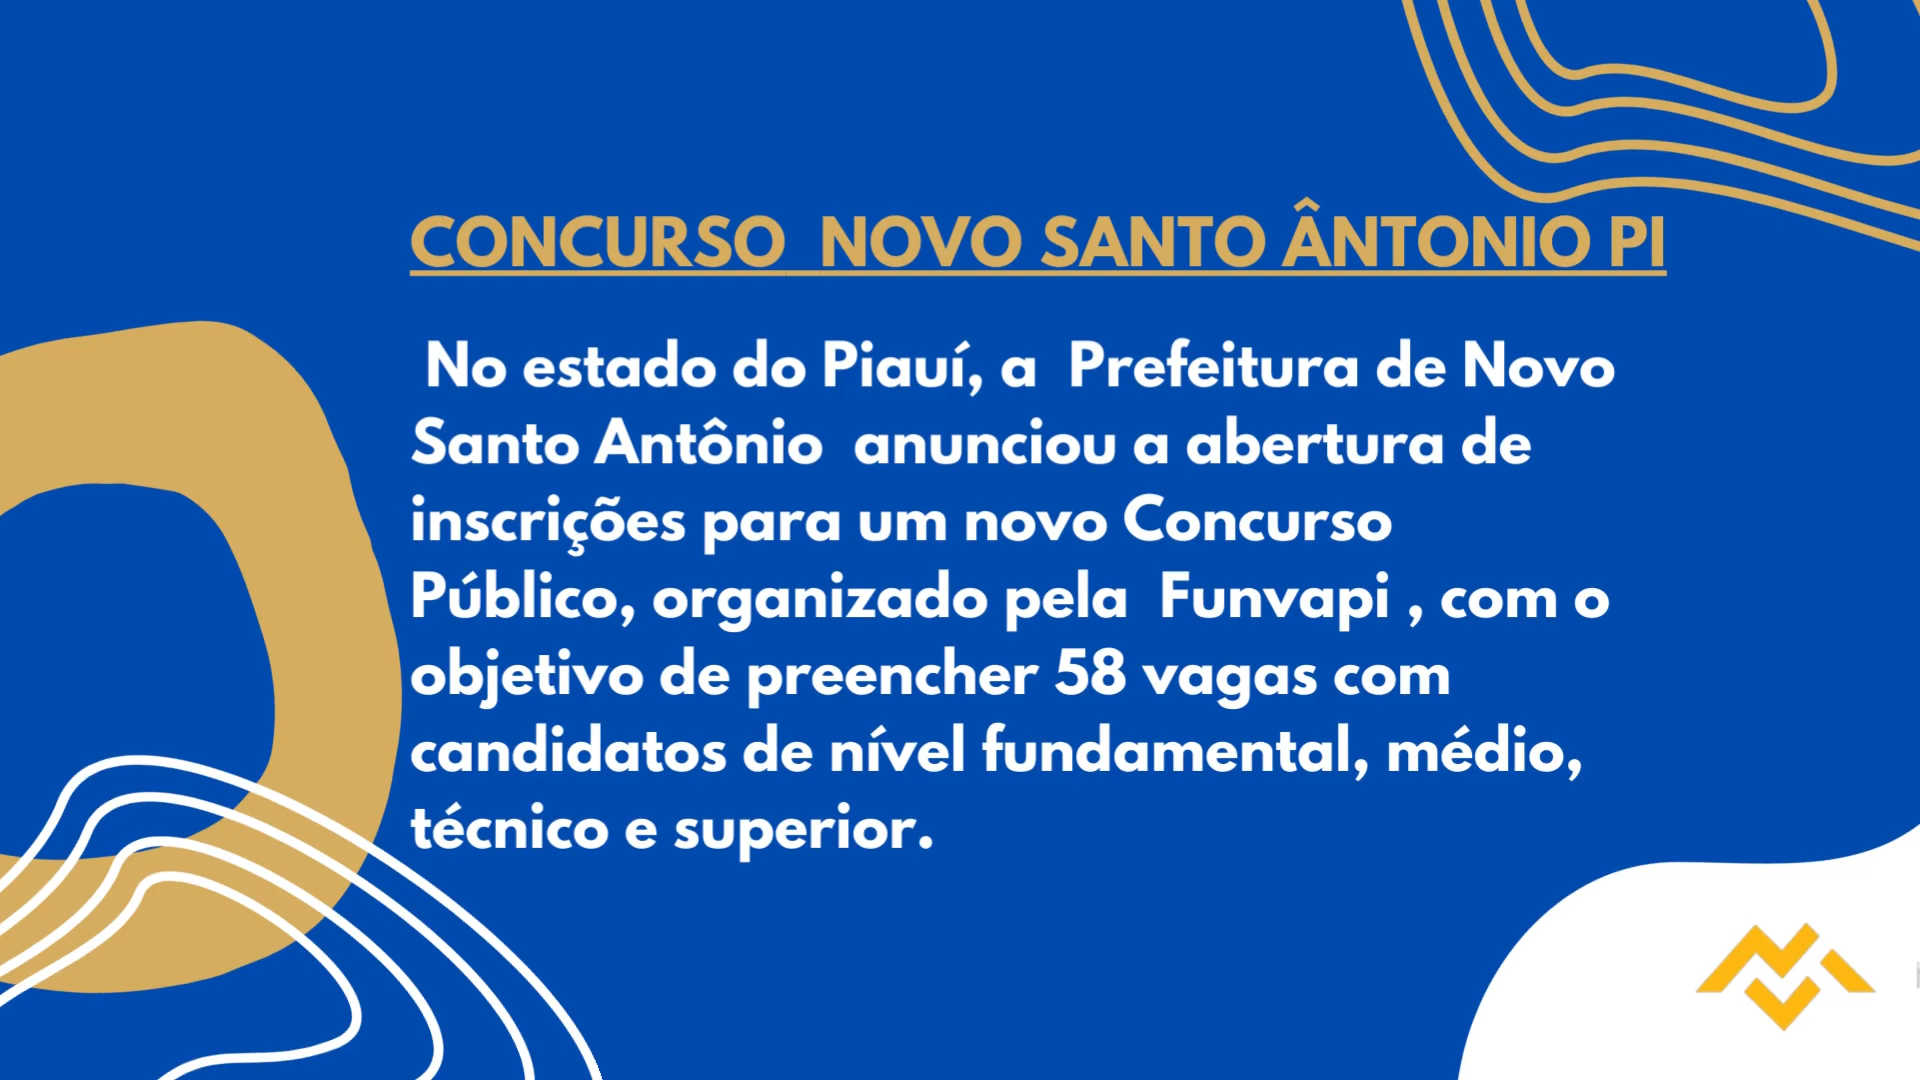 CONCURSO  NOVO SANTO ÂNTONIO PI
No estado do Piauí, a  Prefeitura de Novo
Santo Antônio  anunciou a abertura de
inscrições para um novo Concurso
Público, organizado pela  Funvapi , com o
objetivo de preencher 58 vagas com
candidatos de nível fundamental, médio,
técnico e superior.